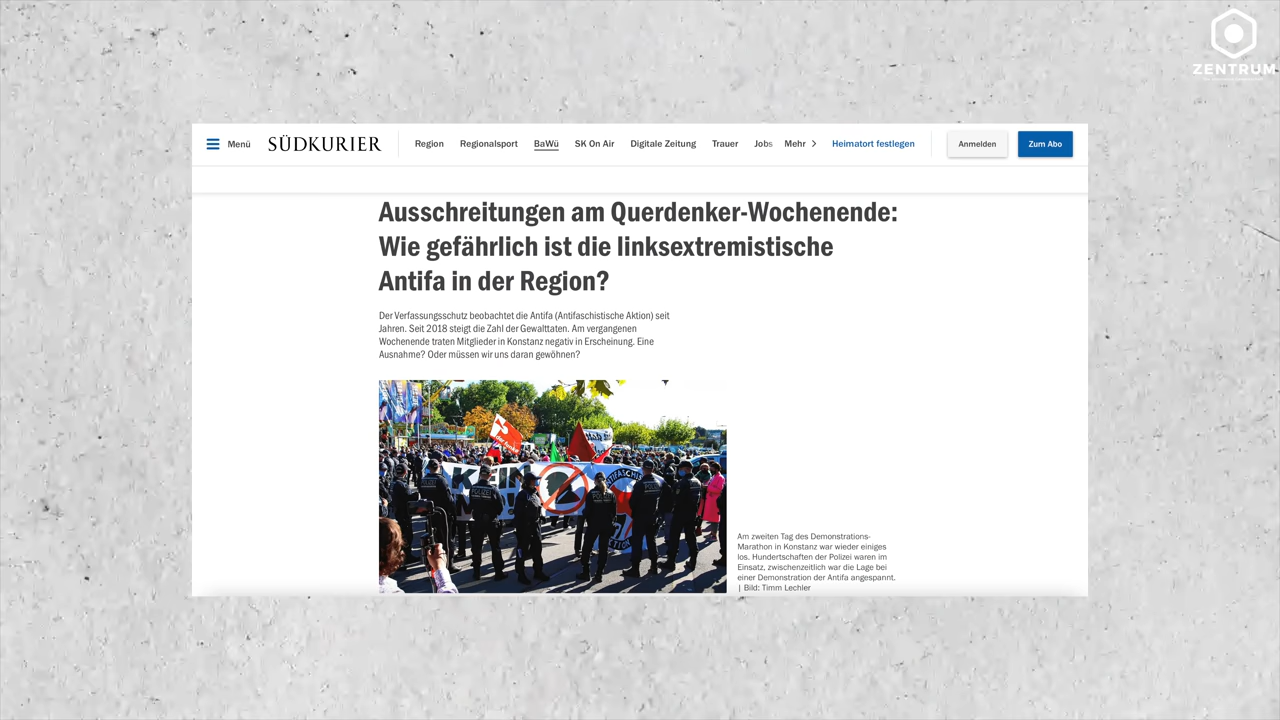 ZENTRUM
Menü
SÜDKURIER
Region
Regionalsport
BaWü
SK On Air
Digitale Zeitung
Trauer
Jobs
Mehr
Heimatort festlegen
Anmelden
Zum Abo
Ausschreitungen am Querdenker-Wochenende:
Wie gefährlich ist die linksextremistische
Antifa in der Region?
Der Verfassungsschutz beobachtet die Antifa (Antifaschistische Aktion) seit
Jahren. Seit 2018 steigt die Zahl der Gewalttaten. Am vergangenen
Wochenende traten Mitglieder in Konstanz negativ in Erscheinung. Eine
Ausnahme? Oder müssen wir uns daran gewöhnen?
KEIN
ANTIFASCHIS
POLIZEI
POLIZEI
POLIZEI
Am zweiten Tag des Demonstrations-
Marathon in Konstanz war wieder einiges
los. Hundertschaften der Polizei waren im
Einsatz, zwischenzeitlich war die Lage bei
einer Demonstration der Antifa angespannt.
| Bild: Timm Lechler